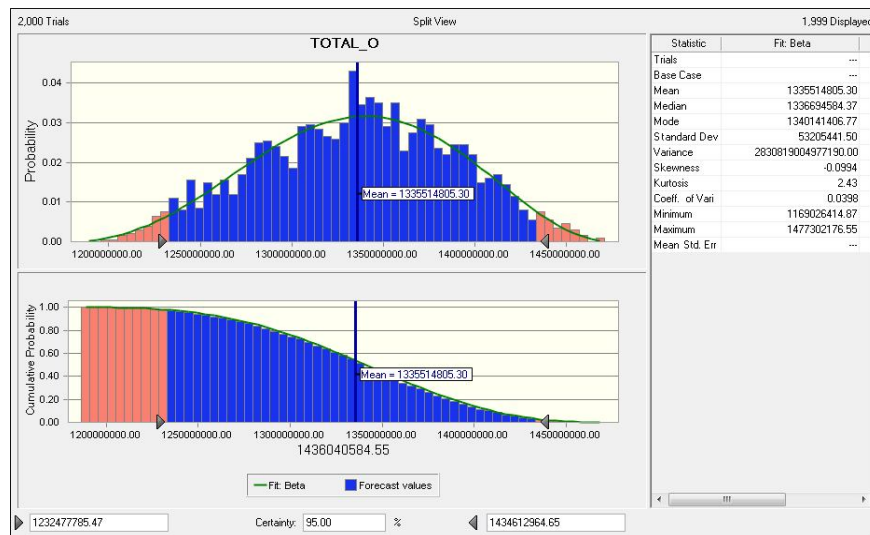 2,000 Trials Split View 1,999 Displayed
TOTAL_O
Probability
0.04
0.03
0.02
0.01
0.00
Mean = 1335514805.30
1200000000.00 1250000000.00 1300000000.00 1350000000.00 1400000000.00 1450000000.00
Cumulative Probability
1.00
0.80
0.60
0.40
0.20
0.00
Mean = 1335514805.30
1200000000.00 1250000000.00 1300000000.00 1350000000.00 1400000000.00 1450000000.00
1436040584.55
Fit: Beta Forecast values
Statistic Fit: Beta
Trials ---
Base Case ---
Mean 1335514805.30
Median 1336694584.37
Mode 1340141406.77
Standard Dev 53205441.50
Variance 2830819004977190.00
Skewness -0.0994
Kurtosis 2.43
Coeff. of Vari 0.0398
Minimum 1169026414.87
Maximum 1477302176.55
Mean Std. Err ---
1232477785.47 Certainty: 95.00 % 1434612964.65